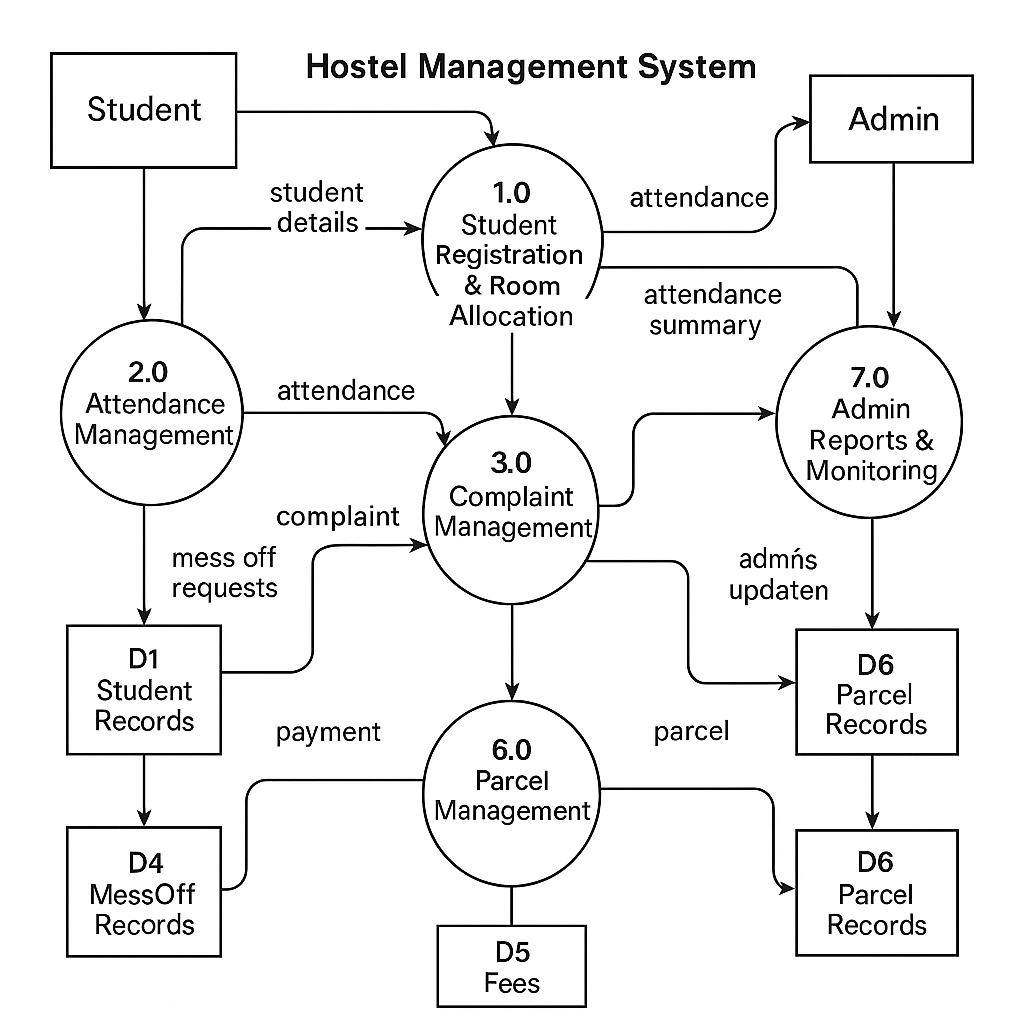 Hostel Management System
Student
Admin
student
details
1.0
Student
Registration
& Room
Allocation
attendance
attendance
summary
2.0
Attendance
Management
attendance
7.0
Admin
Reports &
Monitoring
3.0
Complaint
Management
complaint
mess off
requests
admńs
updaten
D1
Student
Records
D6
Parcel
Records
payment
parcel
6.0
Parcel
Management
D4
MessOff
Records
D6
Parcel
Records
D5
Fees